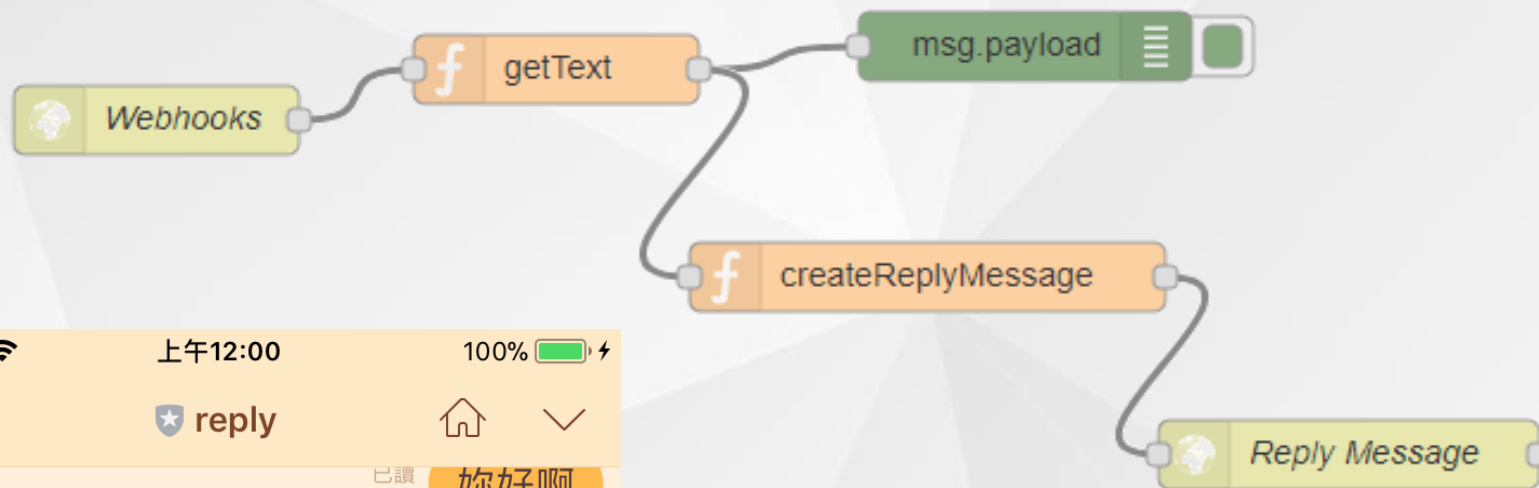 msg.payload
getText
Webhooks
createReplyMessage
上午12:00 100%
reply
Reply Message
已讀
妳好啊